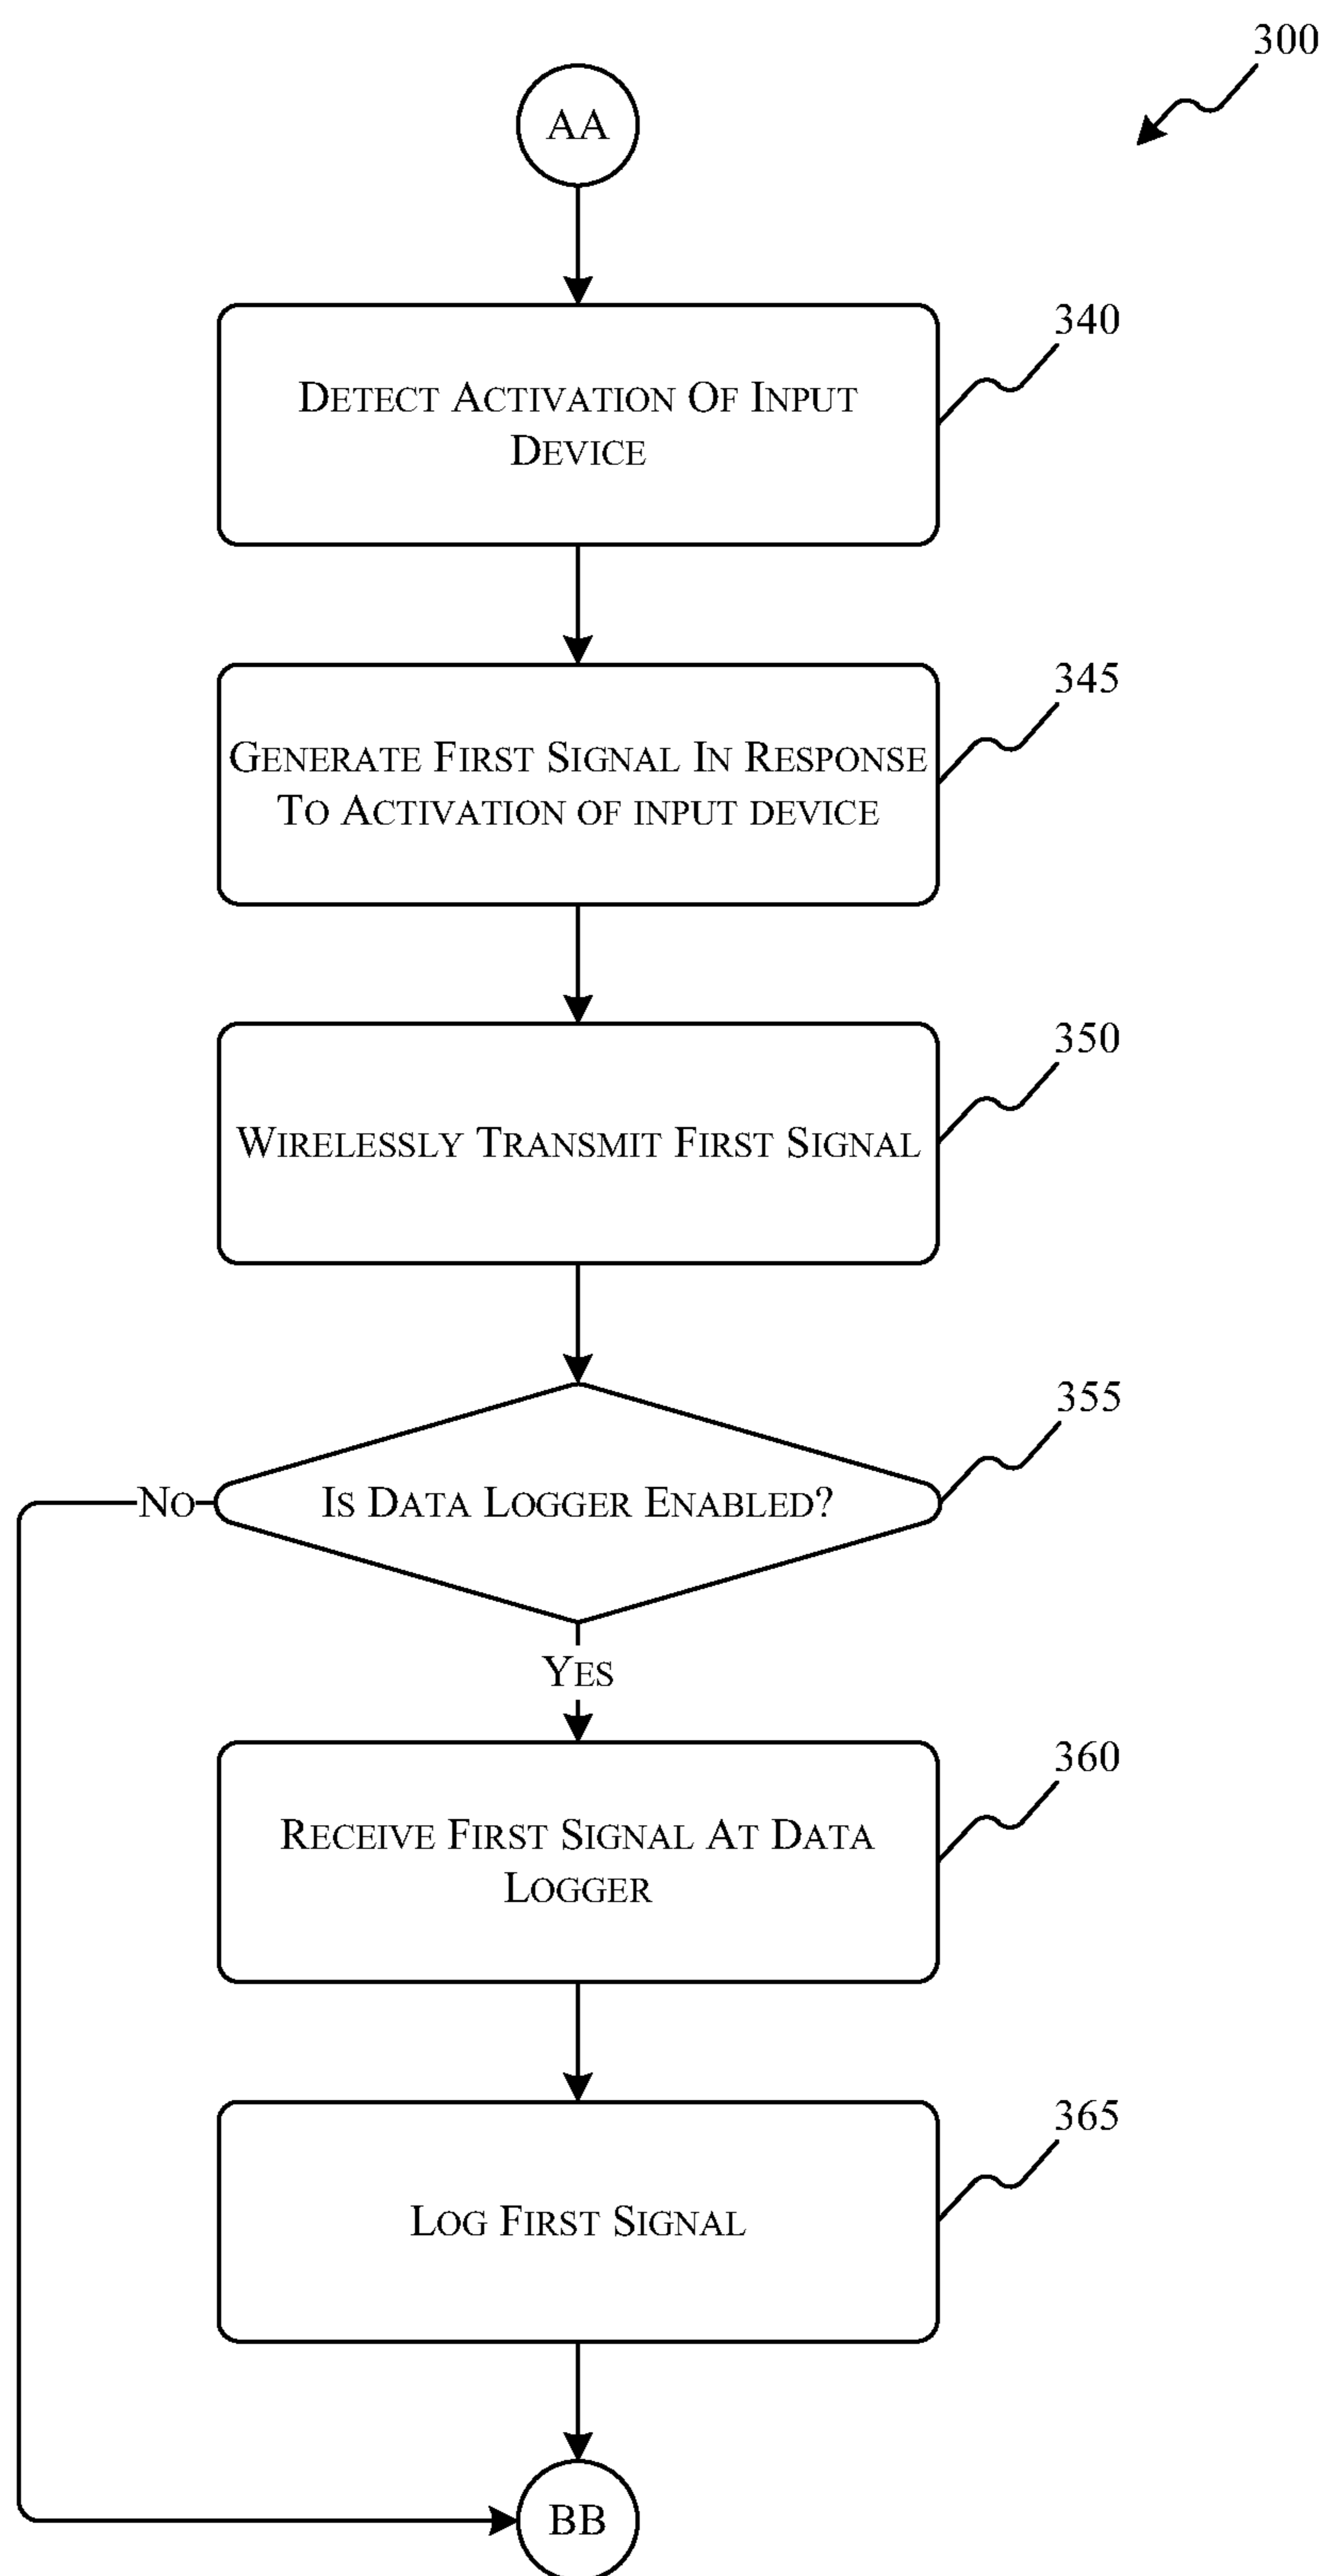 300
AA
340
DETECT ACTIVATION OF INPUT
DEVICE
345
GENERATE FIRST SIGNAL IN RESPONSE
TO ACTIVATION OF INPUT DEVICE
350
WIRELESSLY TRANSMIT FIRST SIGNAL
355
NO
IS DATA LOGGER ENABLED?
YES
360
RECEIVE FIRST SIGNAL AT DATA
LOGGER
365
LOG FIRST SIGNAL
BB